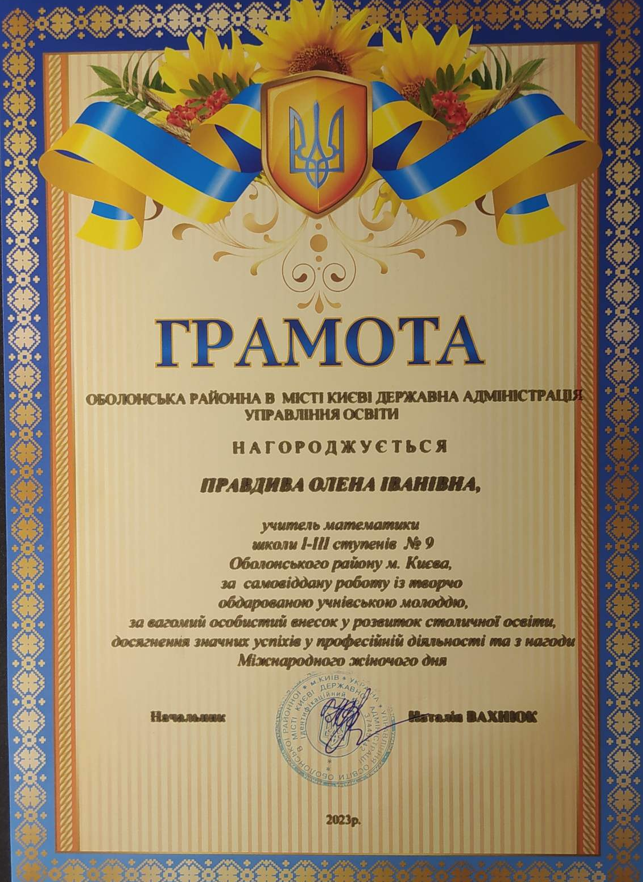 ГРАМОТА
ОБОЛОНСЬКА РАЙОННА В МІСТІ КИЄВІ ДЕРЖАВНА АДМІНІСТРАЦІЯ
УПРАВЛІННЯ ОСВІТИ
НАГОРОДЖУЄТЬСЯ
ПРАВДИВА ОЛЕНА ІВАНІВНА,
учитель математики
школи І-ІІІ ступенів № 9
Оболонського району м. Києва,
за самовіддану роботу із творчо
обдарованою учнівською молоддю,
за вагомий особистий внесок у розвиток столичної освіти,
досягнення значних успіхів у професійній діяльності та з нагоди
Міжнародного жіночого дня
Начальник
Наталія ВАХНЮК
2023р.